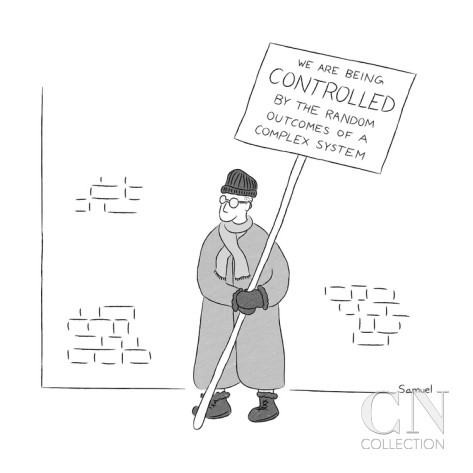 WE ARE BEING
CONTROLLED
BY THE RANDOM
OUTCOMES OF A
COMPLEX SYSTEM
Samuel
CN
COLLECTION